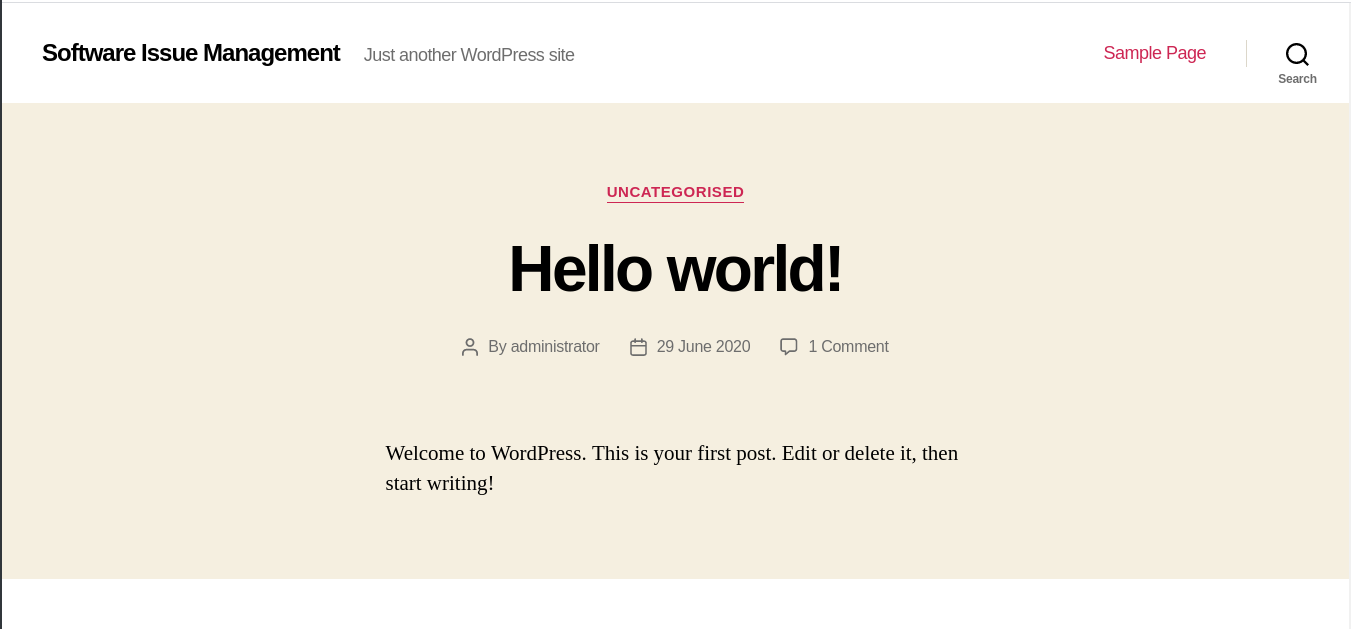 Software Issue Management Just another WordPress site Sample Page
Search
UNCATEGORISED
Hello world!
By administrator 29 June 2020 1 Comment
Welcome to WordPress. This is your first post. Edit or delete it, then
start writing!